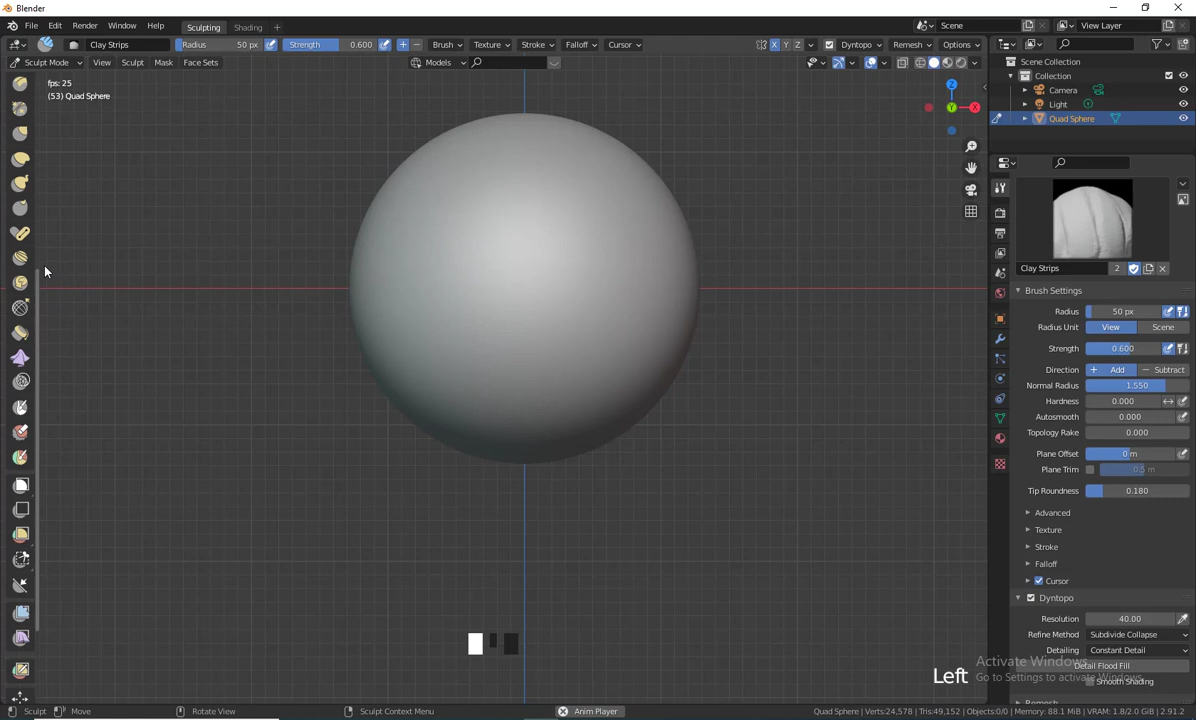 Blender
File Edit Render Window Help Sculpting Shading + Scene View Layer
Clay Strips Radius 50 px Strength 0.600 Brush Texture Stroke Falloff Cursor X Y Z Dyntopo Remesh Options
Sculpt Mode View Sculpt Mask Face Sets Models
fps: 25
(53) Quad Sphere
Z
Y
X
Scene Collection
Collection
Camera
Light
Quad Sphere
Clay Strips 2
Brush Settings
Radius 50 px
Radius Unit View Scene
Strength 0.600
Direction + Add − Subtract
Normal Radius 1.550
Hardness 0.000
Autosmooth 0.000
Topology Rake 0.000
Plane Offset 0 m
Plane Trim 0.5 m
Tip Roundness 0.180
Advanced
Texture
Stroke
Falloff
Cursor
Dyntopo
Resolution 40.00
Refine Method Subdivide Collapse
Detailing Constant Detail
Detail Flood Fill
Smooth Shading
Remesh
Left
Activate Windows
Go to Settings to activate Windows.
Sculpt Move Rotate View Sculpt Context Menu Anim Player Quad Sphere | Verts:24,578 | Tris:49,152 | Objects:0/0 | Memory: 88.1 MiB | VRAM: 1.8/2.0 GiB | 2.91.2